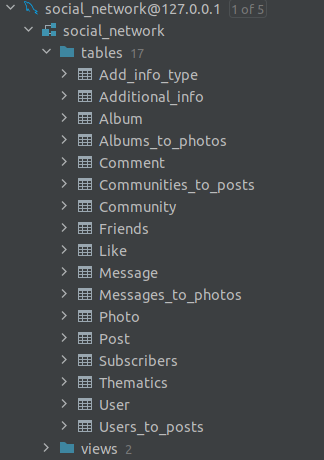 social_network@127.0.0.1 1 of 5
social_network
tables 17
Add_info_type
Additional_info
Album
Albums_to_photos
Comment
Communities_to_posts
Community
Friends
Like
Message
Messages_to_photos
Photo
Post
Subscribers
Thematics
User
Users_to_posts
views 2